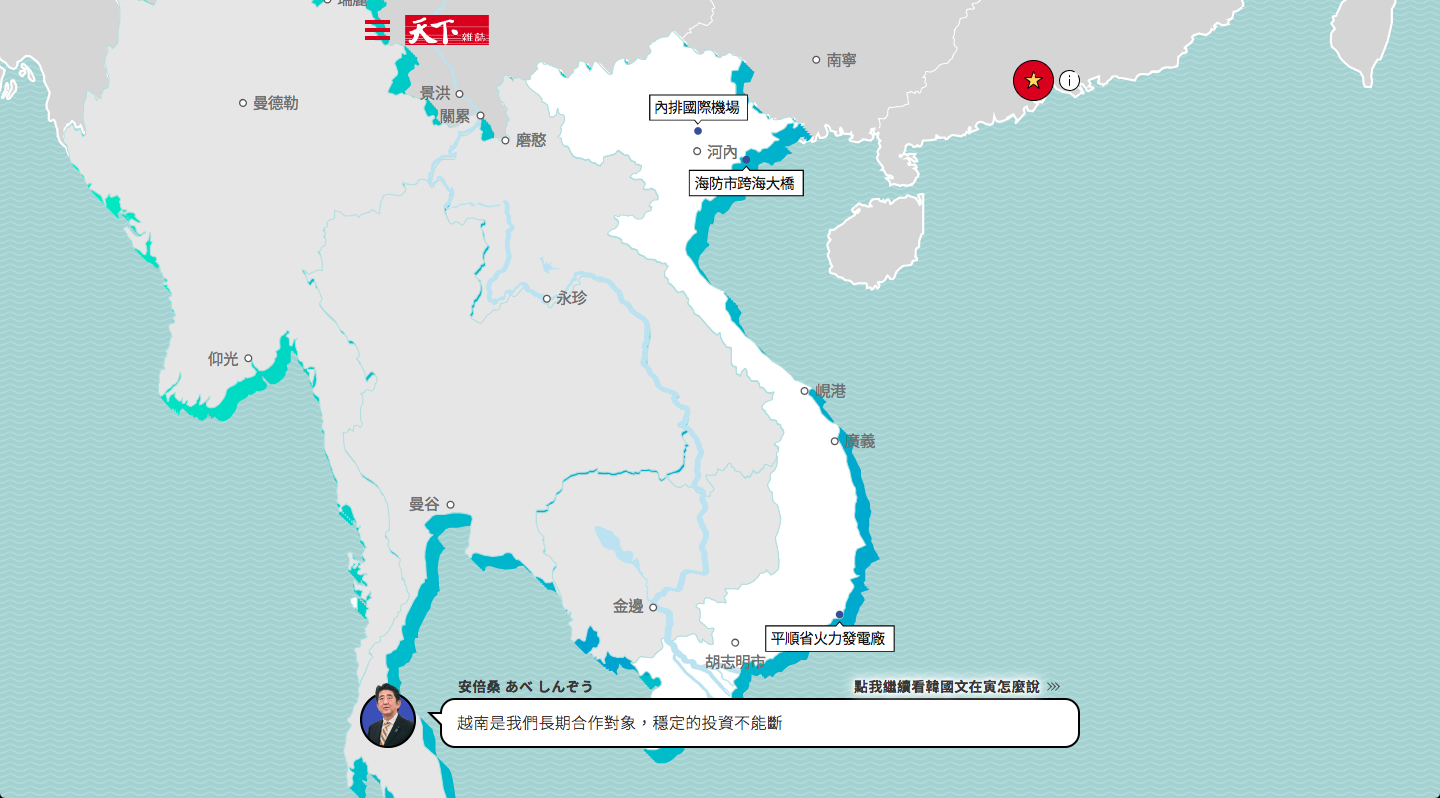 瑞麗
天下雜誌
南寧
景洪
曼德勒
關累
內排國際機場
磨憨
河內
海防市跨海大橋
永珍
仰光
峴港
廣義
曼谷
金邊
平順省火力發電廠
胡志明市
安倍桑 あべ しんぞう
點我繼續看韓國文在寅怎麼說 》
越南是我們長期合作對象，穩定的投資不能斷